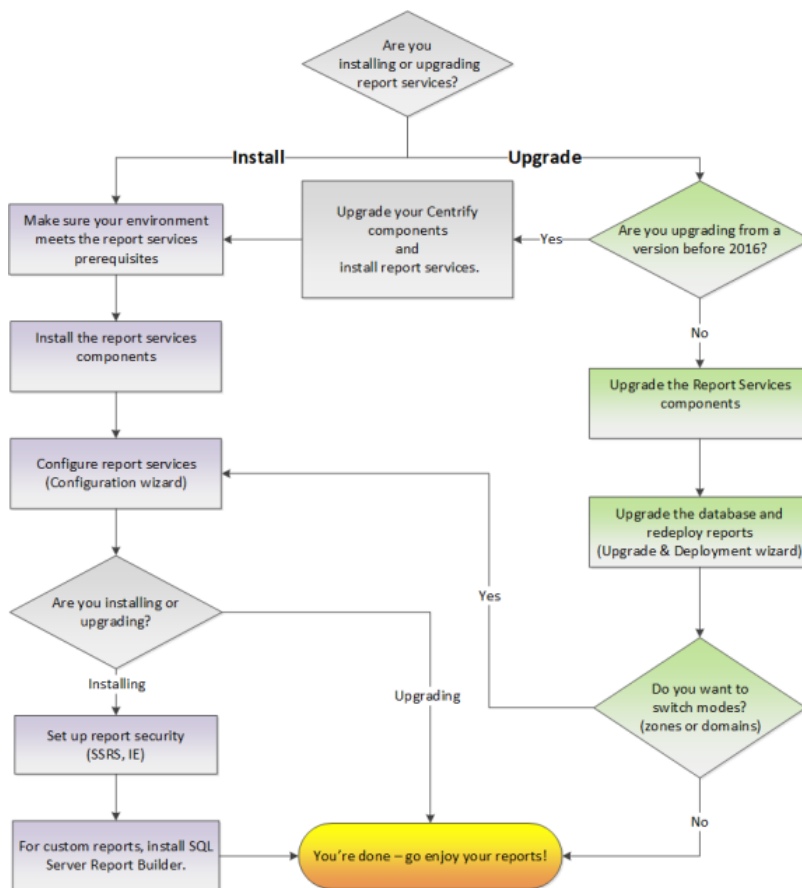 Are you
installing or upgrading
report services?
Install
Upgrade
Make sure your environment
meets the report services
prerequisites
Upgrade your Centrify
components
and
install report services.
Yes
Are you upgrading from a
version before 2016?
No
Install the report services
components
Upgrade the Report Services
components
Configure report services
(Configuration wizard)
Upgrade the database and
redeploy reports
(Upgrade & Deployment wizard)
Yes
Are you installing or
upgrading?
Installing
Upgrading
Do you want to
switch modes?
(zones or domains)
Set up report security
(SSRS, IE)
No
For custom reports, install SQL
Server Report Builder.
You're done – go enjoy your reports!